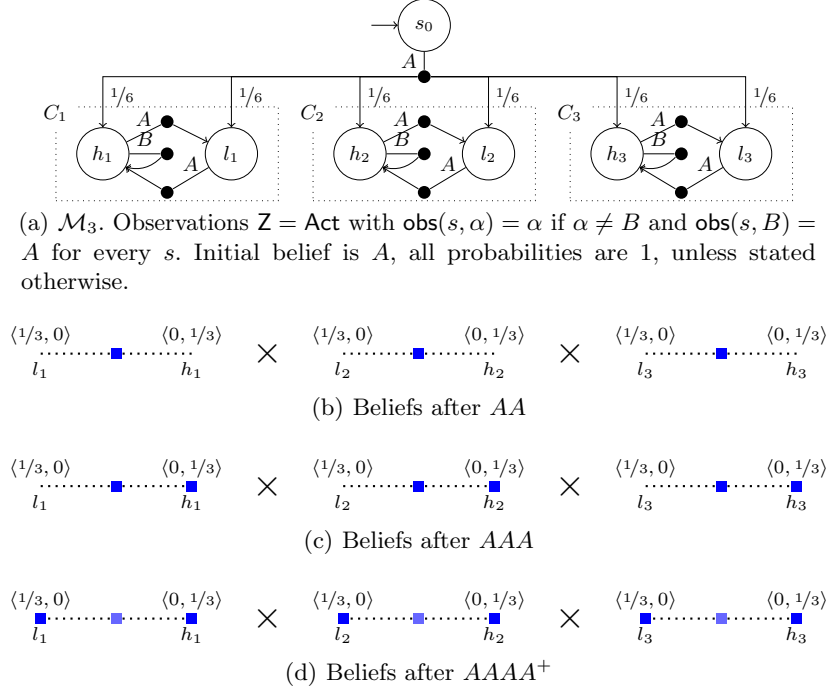 s₀
A
1/6 1/6 1/6 1/6 1/6 1/6
C₁ C₂ C₃
A A A
B B B
h₁ l₁ h₂ l₂ h₃ l₃
A A A
(a) ℳ₃. Observations Z = Act with obs(s, α) = α if α ≠ B and obs(s, B) =
A for every s. Initial belief is A, all probabilities are 1, unless stated
otherwise.
⟨1/3, 0⟩ ⟨0, 1/3⟩ ⟨1/3, 0⟩ ⟨0, 1/3⟩ ⟨1/3, 0⟩ ⟨0, 1/3⟩
× ×
l₁ h₁ l₂ h₂ l₃ h₃
(b) Beliefs after AA
⟨1/3, 0⟩ ⟨0, 1/3⟩ ⟨1/3, 0⟩ ⟨0, 1/3⟩ ⟨1/3, 0⟩ ⟨0, 1/3⟩
× ×
l₁ h₁ l₂ h₂ l₃ h₃
(c) Beliefs after AAA
⟨1/3, 0⟩ ⟨0, 1/3⟩ ⟨1/3, 0⟩ ⟨0, 1/3⟩ ⟨1/3, 0⟩ ⟨0, 1/3⟩
× ×
l₁ h₁ l₂ h₂ l₃ h₃
(d) Beliefs after AAAA⁺